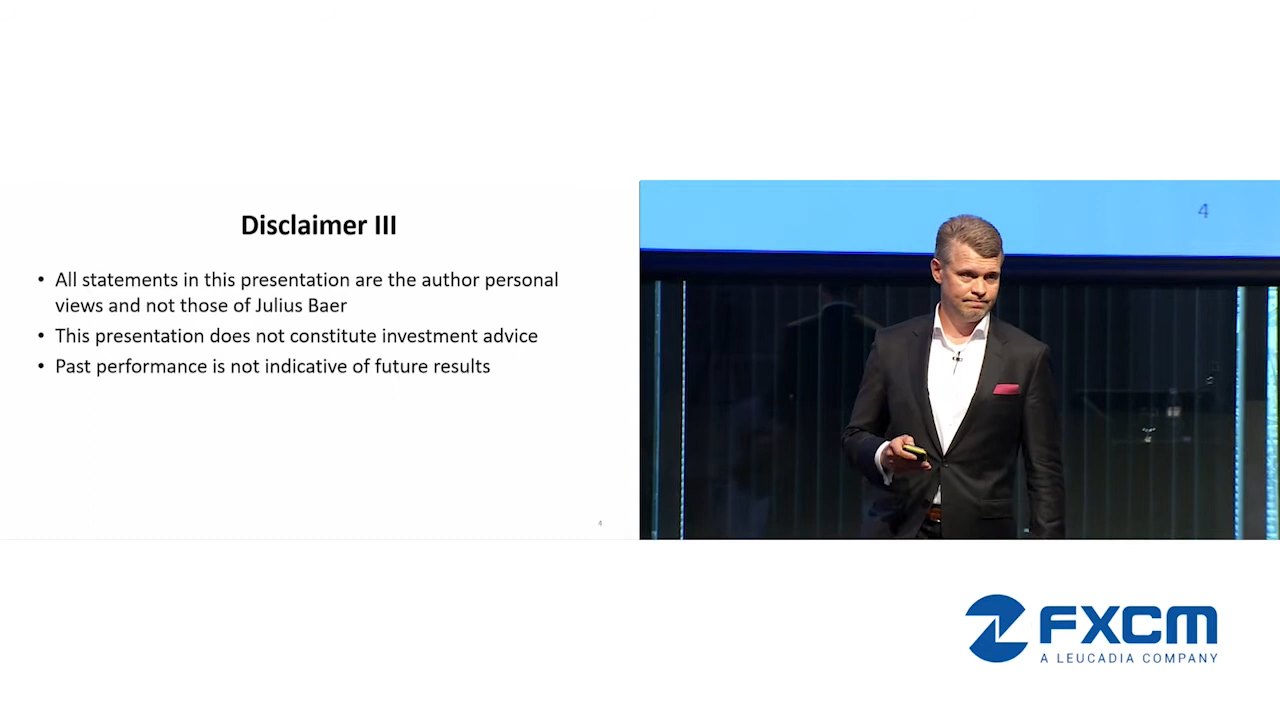 Disclaimer III
• All statements in this presentation are the author personal
views and not those of Julius Baer
• This presentation does not constitute investment advice
• Past performance is not indicative of future results
4
4
FXCM
A LEUCADIA COMPANY